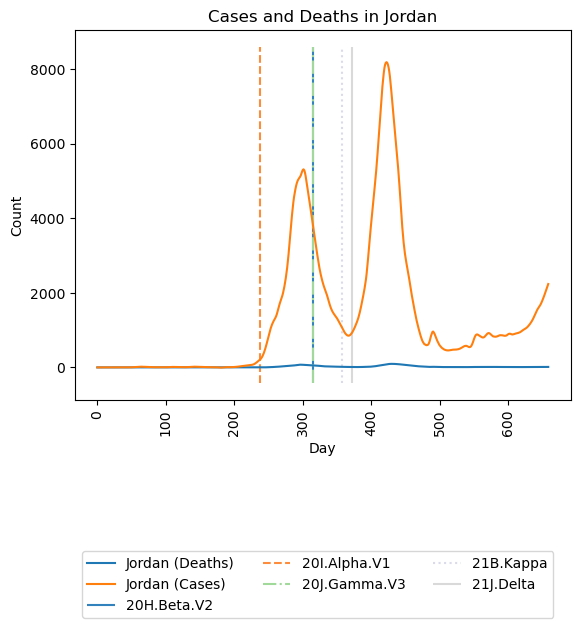 Cases and Deaths in Jordan
Count
8000
6000
4000
2000
0
0 100 200 300 400 500 600
Day
Jordan (Deaths) 20I.Alpha.V1 21B.Kappa
Jordan (Cases) 20J.Gamma.V3 21J.Delta
20H.Beta.V2